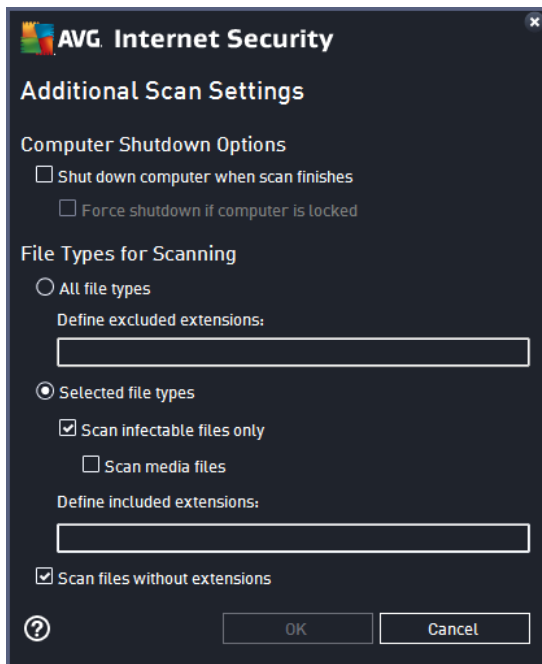 AVG Internet Security
Additional Scan Settings
Computer Shutdown Options
Shut down computer when scan finishes
Force shutdown if computer is locked
File Types for Scanning
All file types
Define excluded extensions:
Selected file types
Scan infectable files only
Scan media files
Define included extensions:
Scan files without extensions
? OK Cancel